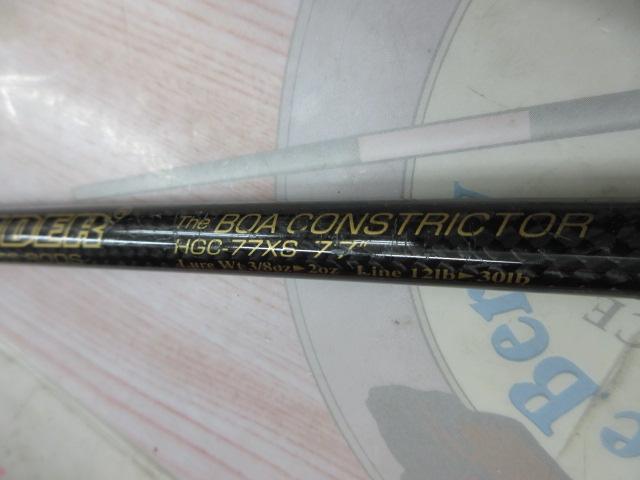 The BOA CONSTRICTOR
HGC-77XS 7'7"
Lure Wt 3/8oz▶2oz Line 12lb▶30lb